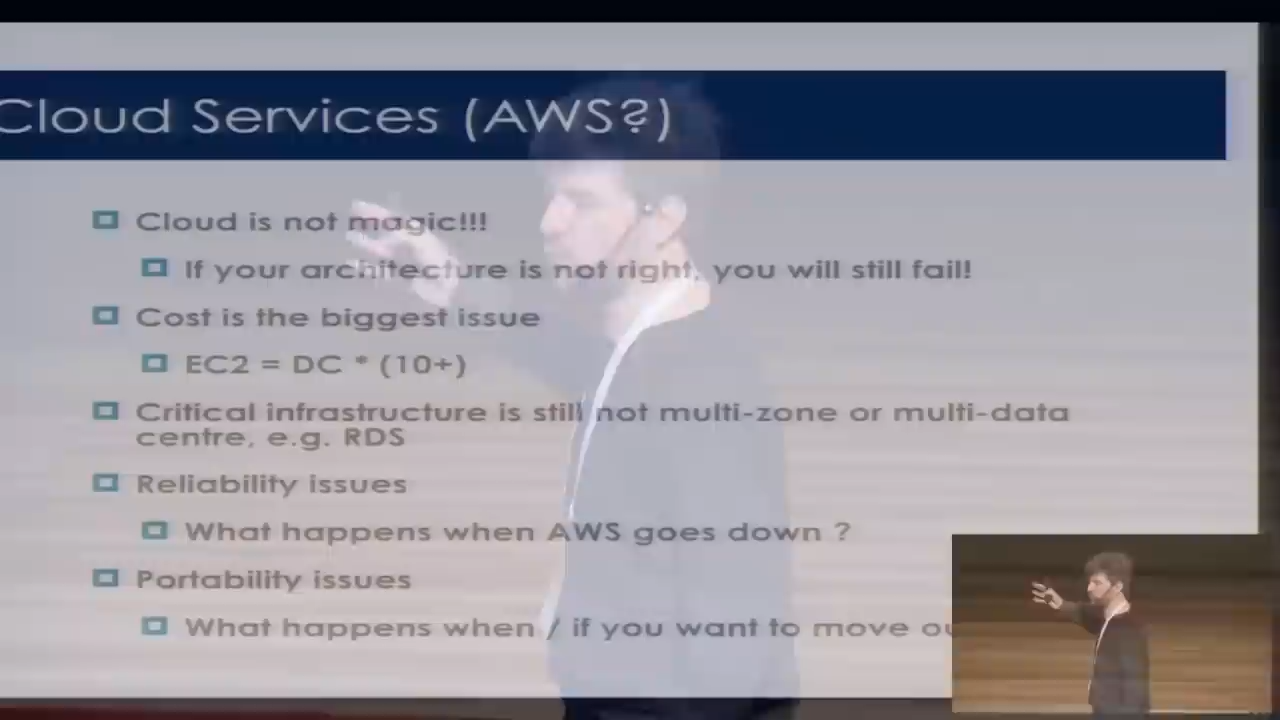 Cloud Services (AWS?)
Cloud is not magic!!!
If your architecture is not right, you will still fail!
Cost is the biggest issue
EC2 = DC * (10+)
Critical infrastructure is still not multi-zone or multi-data
centre, e.g. RDS
Reliability issues
What happens when AWS goes down ?
Portability issues
What happens when / if you want to move